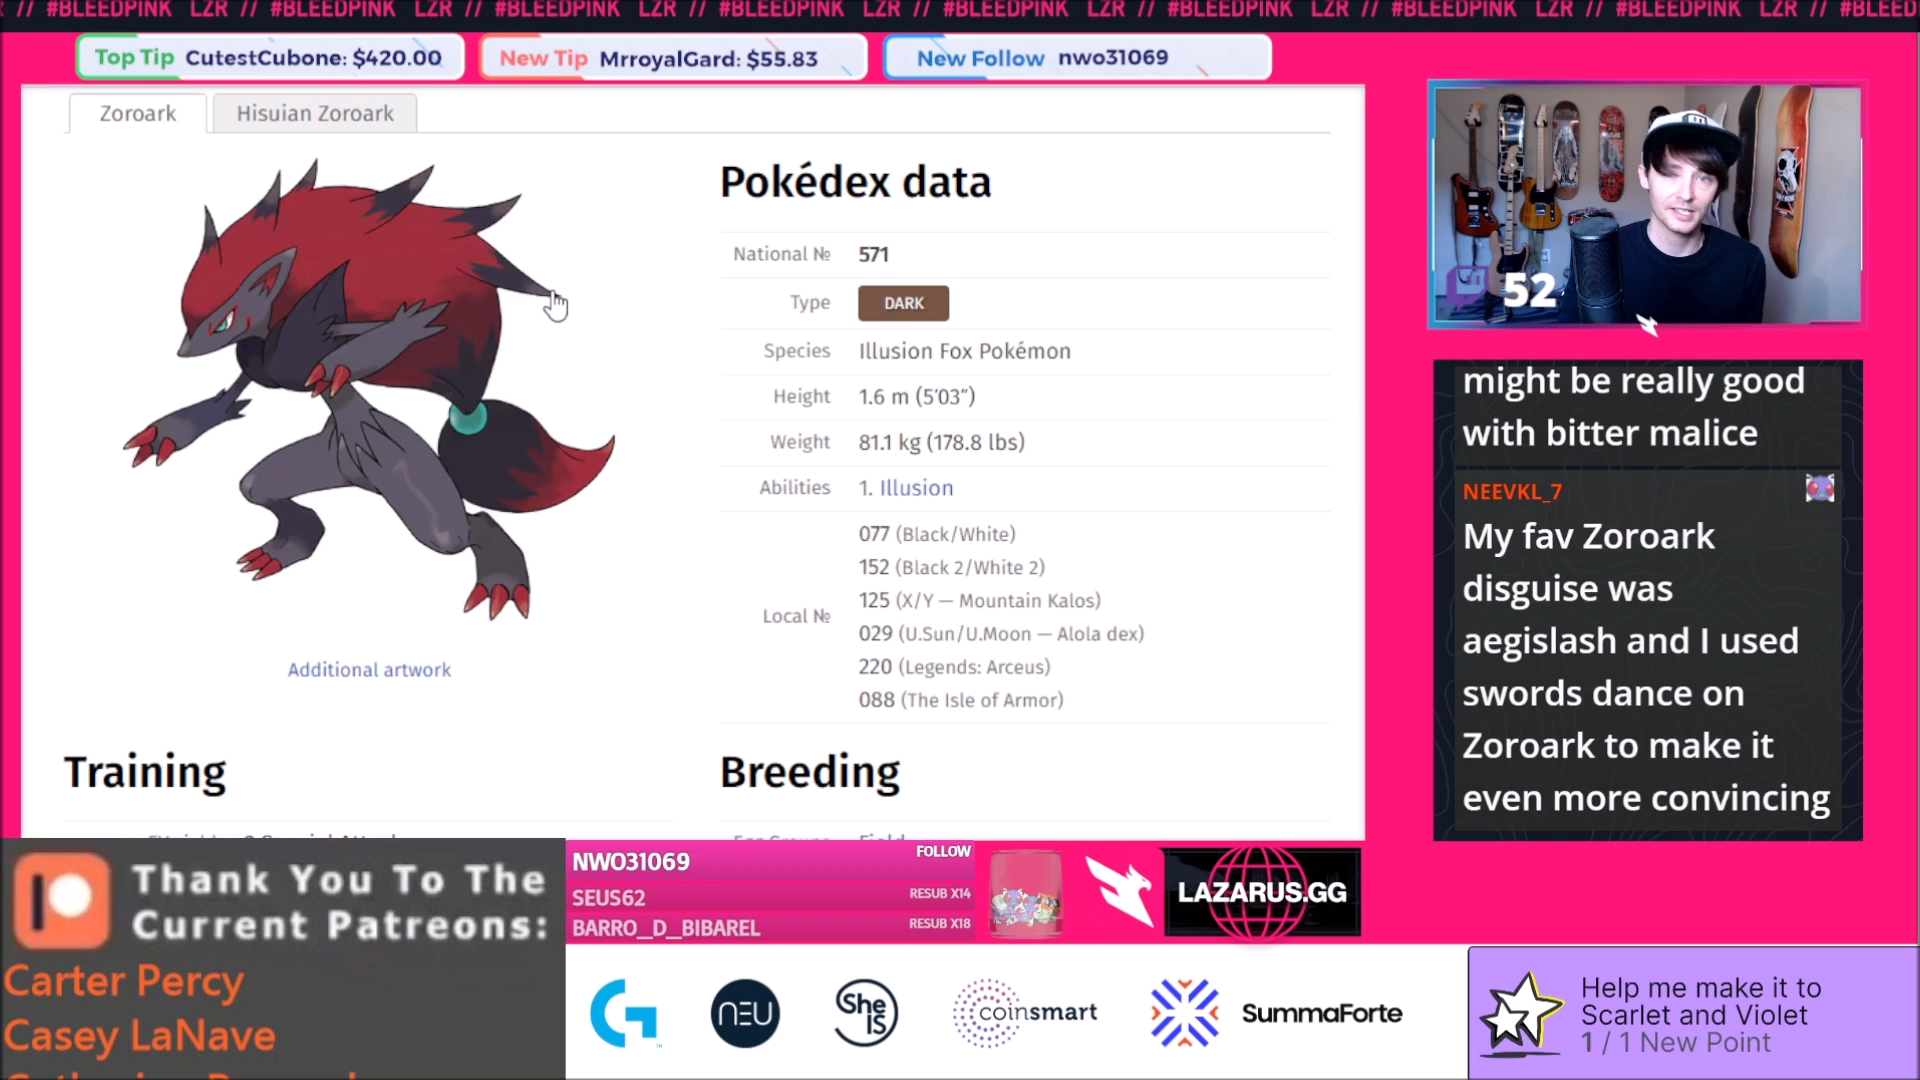 // #BLEEDPINK LZR // #BLEEDPINK LZR // #BLEEDPINK LZR // #BLEEDPINK LZR // #BLEEDPINK LZR // #BLEEDPINK LZR // #BLEEDPINK LZR // #BLEEDPINK LZR // #BLEED
Top Tip CutestCubone: $420.00
New Tip MrroyalGard: $55.83
New Follow nwo31069
Zoroark
Hisuian Zoroark
Additional artwork
Pokédex data
National № 571
Type DARK
Species Illusion Fox Pokémon
Height 1.6 m (5′03″)
Weight 81.1 kg (178.8 lbs)
Abilities 1. Illusion
077 (Black/White)
152 (Black 2/White 2)
125 (X/Y — Mountain Kalos)
Local №
029 (U.Sun/U.Moon — Alola dex)
220 (Legends: Arceus)
088 (The Isle of Armor)
Training
Breeding
52
might be really good
with bitter malice
NEEVKL_7
My fav Zoroark
disguise was
aegislash and I used
swords dance on
Zoroark to make it
even more convincing
Thank You To The
Current Patreons:
Carter Percy
Casey LaNave
NWO31069 FOLLOW
SEUS62 RESUB X14
BARRO_D_BIBAREL RESUB X18
LAZARUS.GG
G
NEU
She
IS
coinsmart
SummaForte
Help me make it to
Scarlet and Violet
1 / 1 New Point